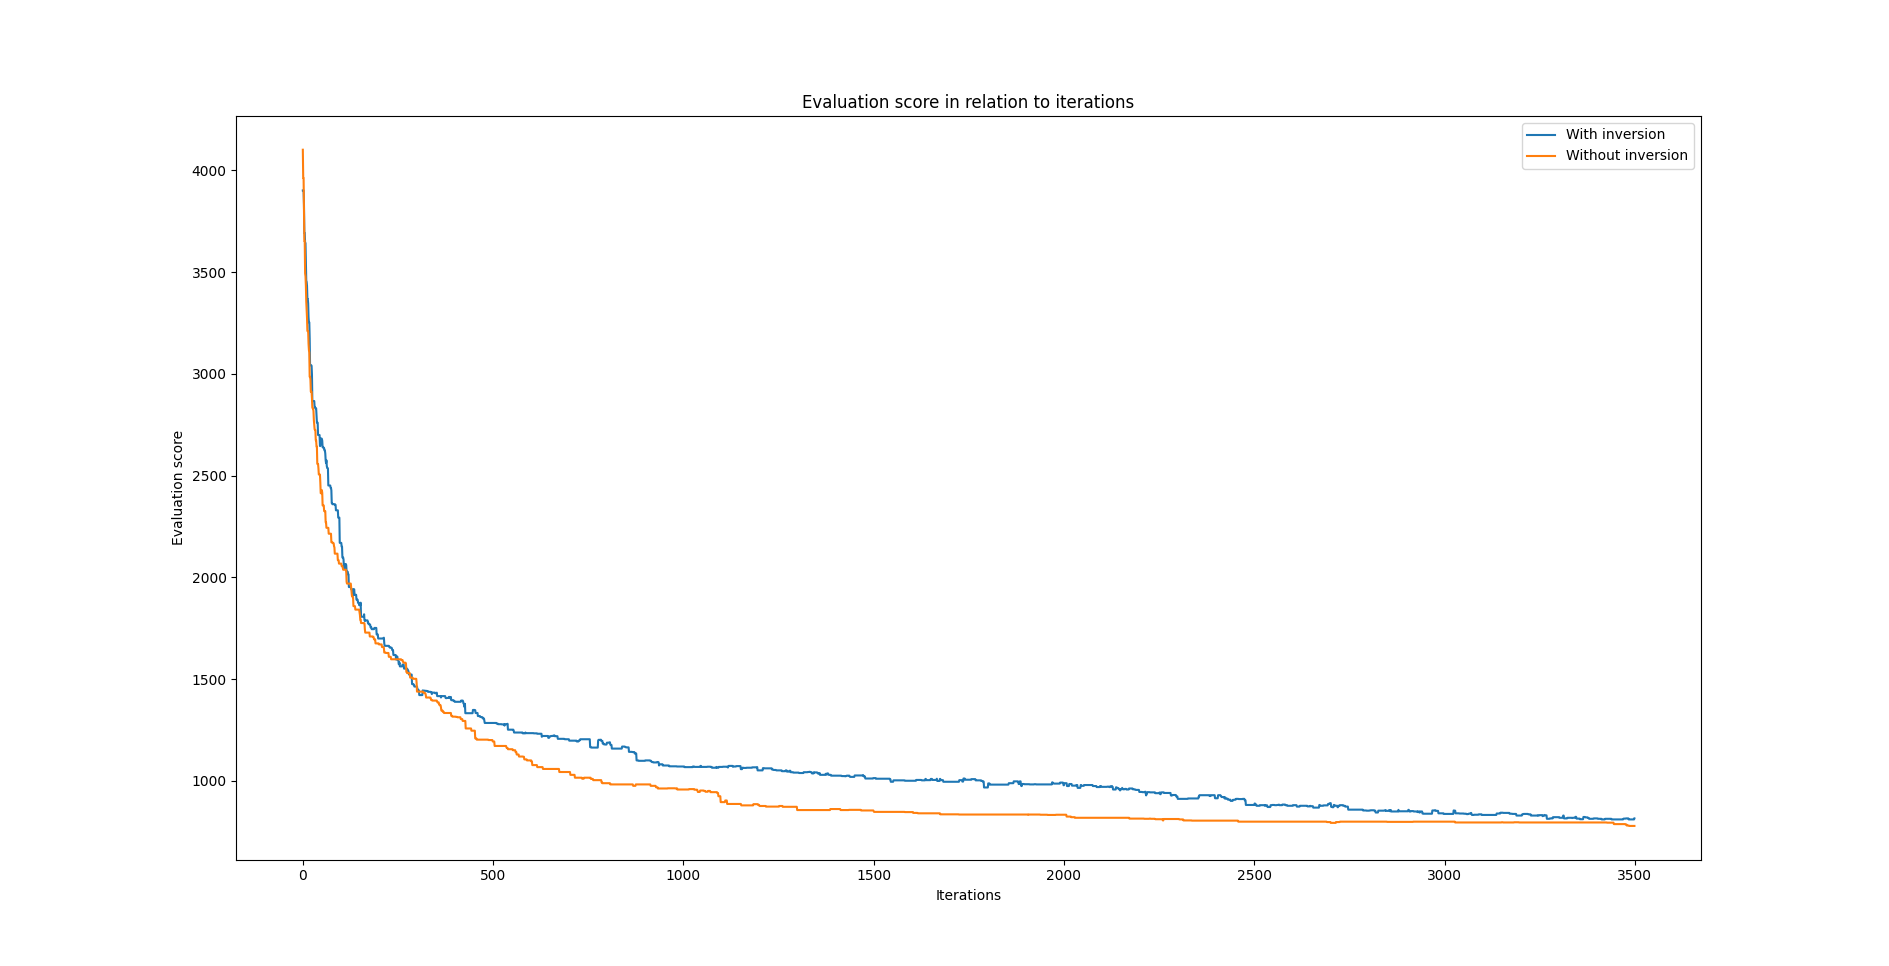 Evaluation score in relation to iterations
With inversion
Without inversion
4000
3500
3000
2500
2000
1500
1000
Evaluation score
0 500 1000 1500 2000 2500 3000 3500
Iterations